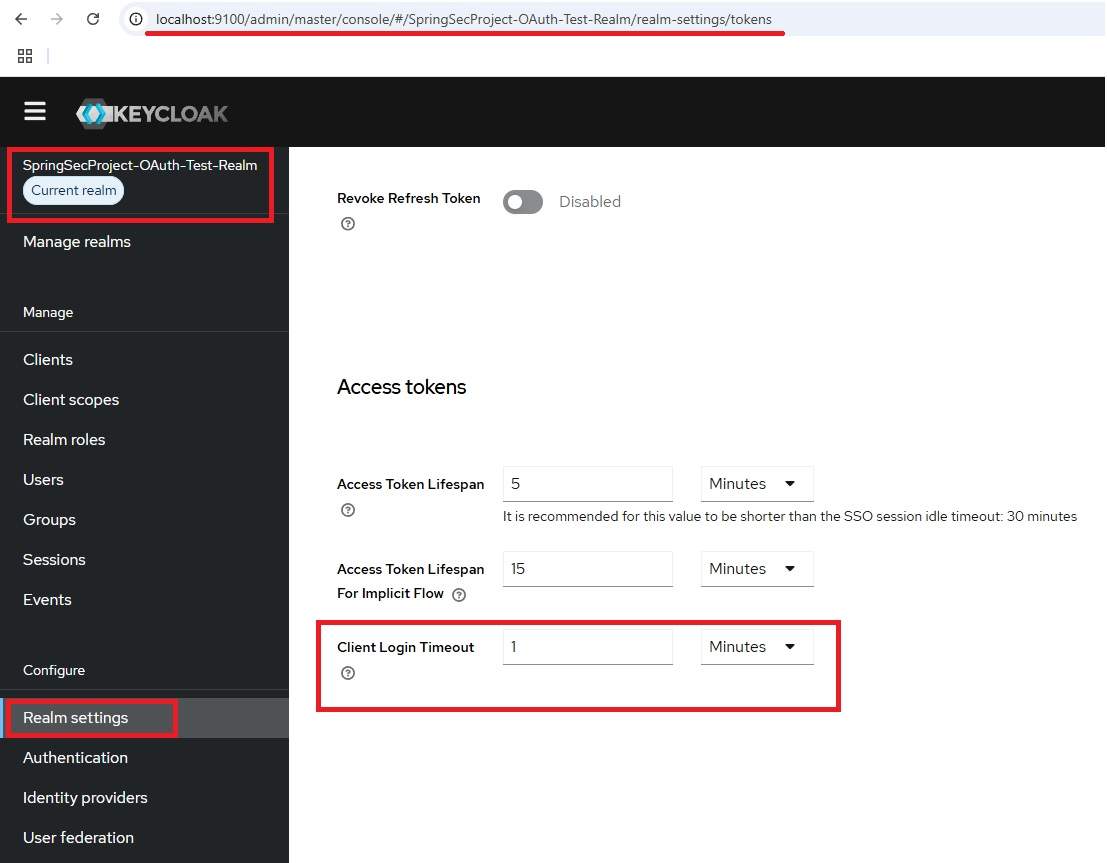 localhost:9100/admin/master/console/#/SpringSecProject-OAuth-Test-Realm/realm-settings/tokens
KEYCLOAK
SpringSecProject-OAuth-Test-Realm
Current realm
Manage realms
Manage
Clients
Client scopes
Realm roles
Users
Groups
Sessions
Events
Configure
Realm settings
Authentication
Identity providers
User federation
Revoke Refresh Token
Disabled
Access tokens
Access Token Lifespan
5
Minutes
It is recommended for this value to be shorter than the SSO session idle timeout: 30 minutes
Access Token Lifespan
For Implicit Flow
15
Minutes
Client Login Timeout
1
Minutes